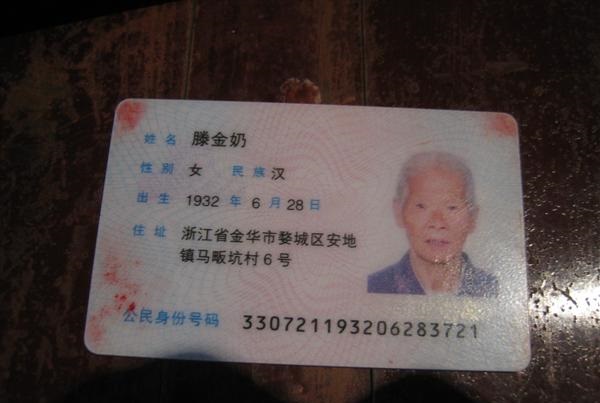 姓名 滕金奶
性别 女 民族 汉
出生 1932 年 6 月 28 日
住址 浙江省金华市婺城区安地
镇马畈坑村6号
公民身份号码 330721193206283721